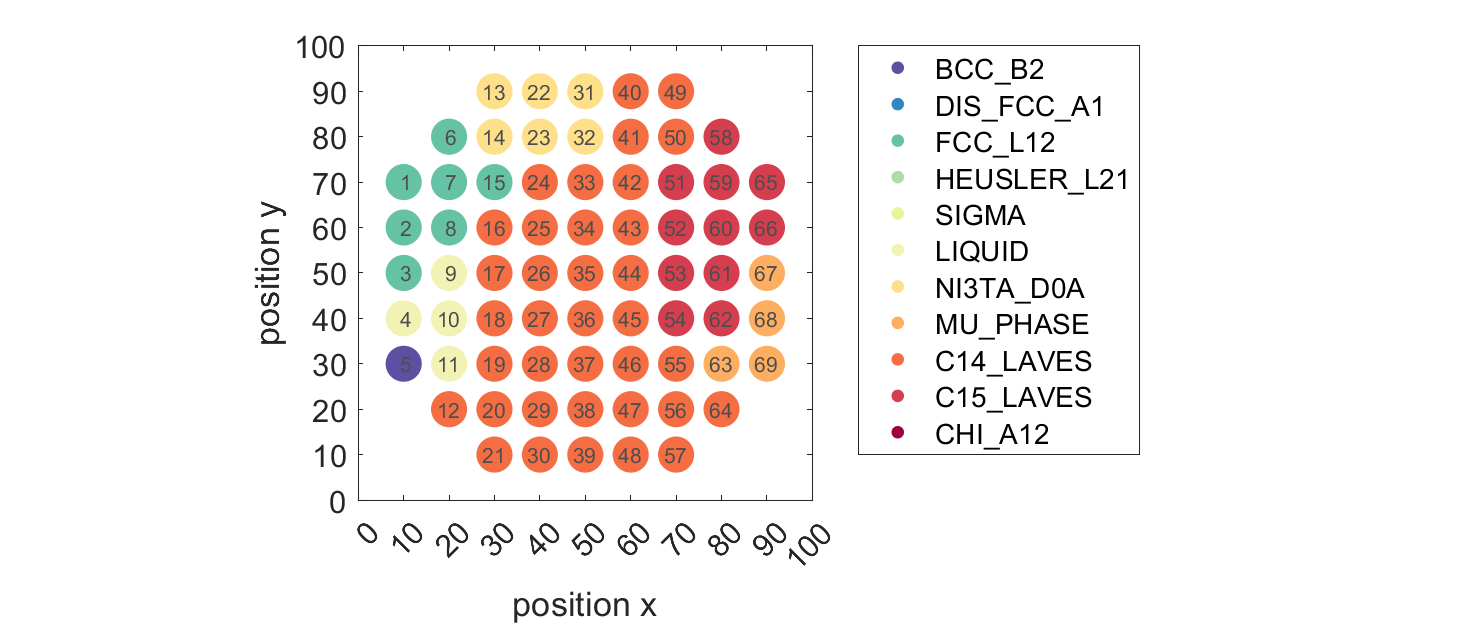 100
90 13 22 31 40 49
80 6 14 23 32 41 50 58
70 1 7 15 24 33 42 51 59 65
60 2 8 16 25 34 43 52 60 66
50 3 9 17 26 35 44 53 61 67
40 4 10 18 27 36 45 54 62 68
30 5 11 19 28 37 46 55 63 69
20 12 20 29 38 47 56 64
10 21 30 39 48 57
0
0 10 20 30 40 50 60 70 80 90 100
position x
position y
BCC_B2
DIS_FCC_A1
FCC_L12
HEUSLER_L21
SIGMA
LIQUID
NI3TA_D0A
MU_PHASE
C14_LAVES
C15_LAVES
CHI_A12